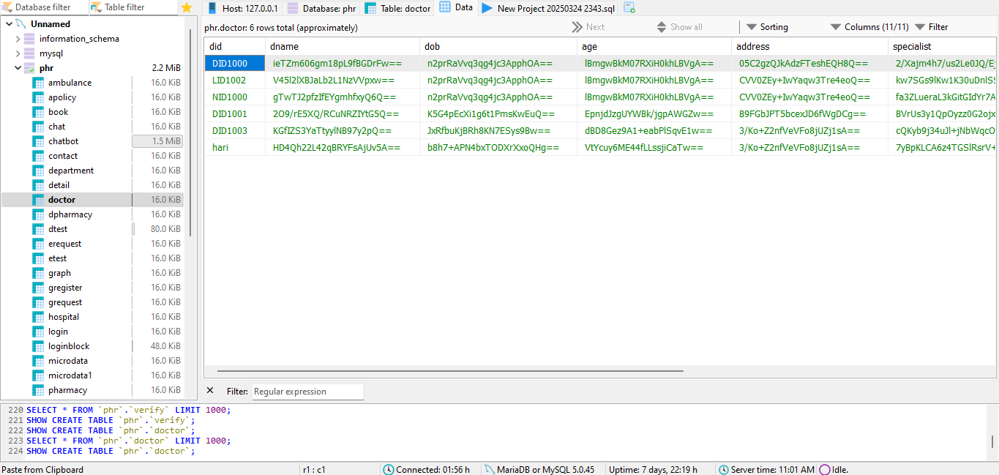 Database filter Table filter Host: 127.0.0.1 Database: phr Table: doctor Data New Project 20250324 2343.sql
Unnamed
information_schema
mysql
phr 2.2 MiB
ambulance 16.0 KiB
apolicy 16.0 KiB
book 16.0 KiB
chat 16.0 KiB
chatbot 1.5 MiB
contact 16.0 KiB
department 16.0 KiB
detail 16.0 KiB
doctor 16.0 KiB
dpharmacy 16.0 KiB
dtest 80.0 KiB
erequest 16.0 KiB
etest 16.0 KiB
graph 16.0 KiB
gregister 16.0 KiB
grequest 16.0 KiB
hospital 16.0 KiB
login 16.0 KiB
loginblock 48.0 KiB
microdata 16.0 KiB
microdata1 16.0 KiB
pharmacy 16.0 KiB
phr.doctor: 6 rows total (approximately) Next Show all Sorting Columns (11/11) Filter
did dname dob age address specialist
DID1000 ieTZm606gm18pL9fBGDrFw== n2prRaVvq3qg4jc3ApphOA== lBmgwBkM07RXiH0khLBVgA== 05C2gzQJkAdzFTeshEQH8Q== 2/Xajm4h7/us2Le0JQ/Ej
LID1002 V45l2lXBJaLb2L1NzVVpxw== n2prRaVvq3qg4jc3ApphOA== lBmgwBkM07RXiH0khLBVgA== CVV0ZEy+IwYaqw3Tre4eoQ== kw7SGs9lKw1K30uDnlS
NID1000 gTwTJ2pfzIfEYgmhfxyQ6Q== n2prRaVvq3qg4jc3ApphOA== lBmgwBkM07RXiH0khLBVgA== CVV0ZEy+IwYaqw3Tre4eoQ== fa3ZLueraL3kGitGIdYr7A
DID1001 2O9/rE5XQ/RCuNRZIYtG5Q== K5G4pEcXi1g6t1PmsKwEuQ== EpnjdJzgUYWBk/jgpAWGZw== B9FGbJPT5bcexJD6fWgDCg== BVrUs3y1QpOyzz0G2ojx
DID1003 KGfIZS3YaTtyylNB97y2pQ== JxRfbuKjBRh8KN7ESys9Bw== dBD8Gez9A1+eabPlSqvE1w== 3/Ko+Z2nfVeVFo8jUZj1sA== cQKyb9j34uJl+jNbWqcO
hari HD4Qh22L42qBRYFsAjUv5A== b8h7+APN4bxTODXrXxoQHg== VtYcuy6ME44fLLssjiCaTw== 3/Ko+Z2nfVeVFo8jUZj1sA== 7yBpKLCA6z4TGSlRsrV+
Filter: Regular expression
220 SELECT * FROM `phr`.`verify` LIMIT 1000;
221 SHOW CREATE TABLE `phr`.`verify`;
222 SHOW CREATE TABLE `phr`.`doctor`;
223 SELECT * FROM `phr`.`doctor` LIMIT 1000;
224 SHOW CREATE TABLE `phr`.`doctor`;
Paste from Clipboard r1 : c1 Connected: 01:56 h MariaDB or MySQL 5.0.45 Uptime: 7 days, 22:19 h Server time: 11:01 AM Idle.